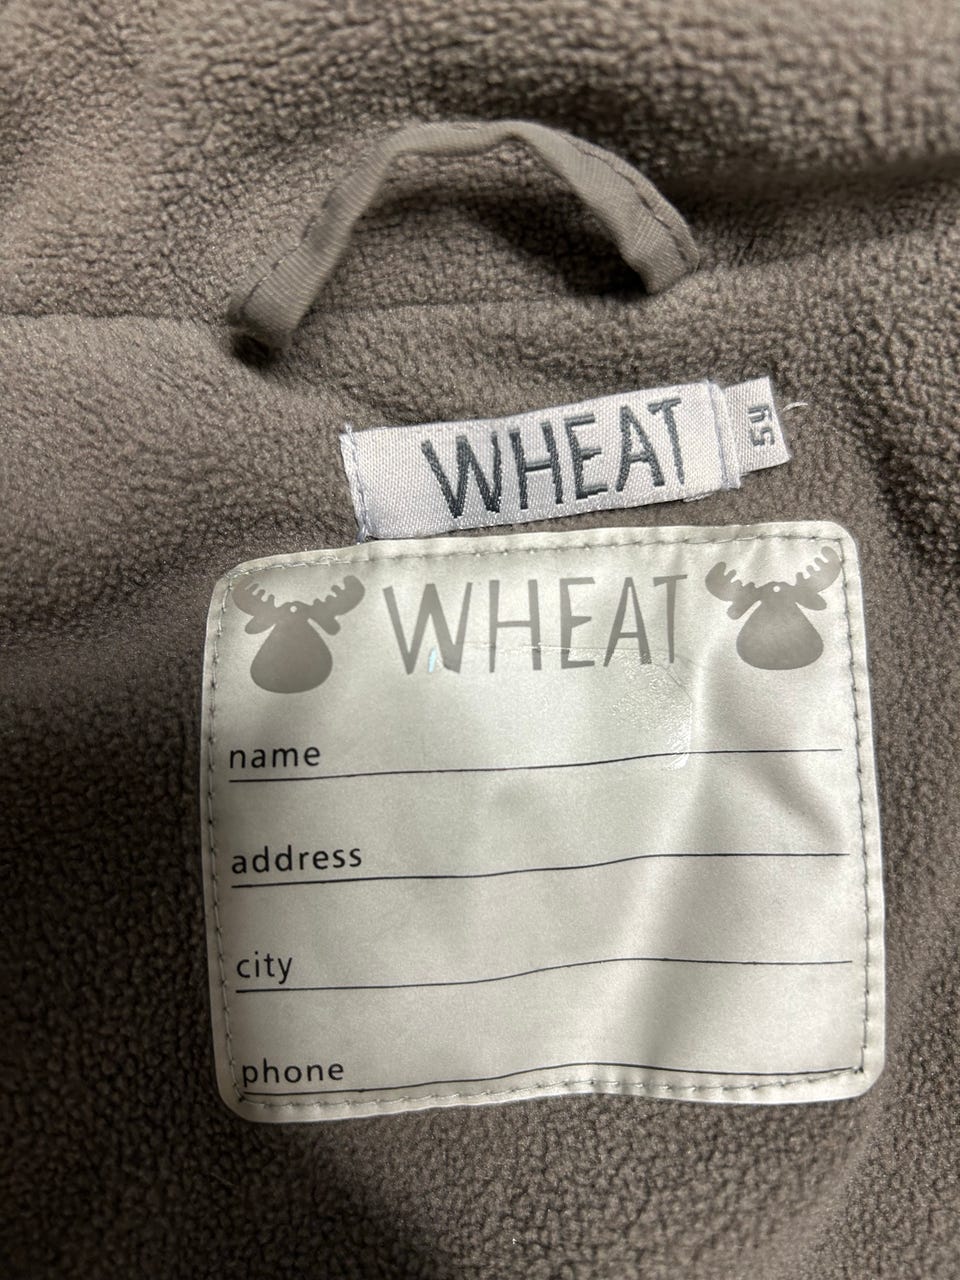 WHEAT
5y
WHEAT
name
address
city
phone